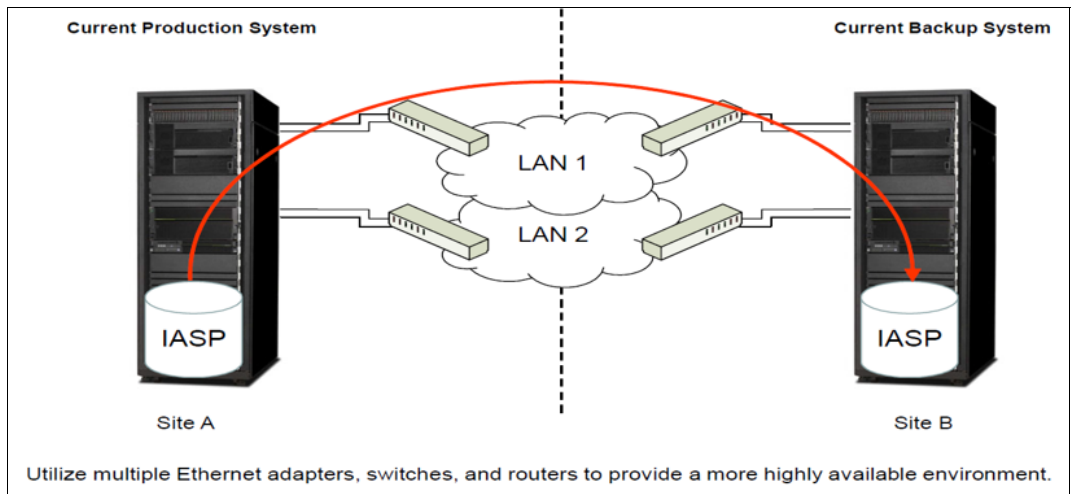 Current Production System
Current Backup System
LAN 1
LAN 2
IASP
IASP
Site A
Site B
Utilize multiple Ethernet adapters, switches, and routers to provide a more highly available environment.